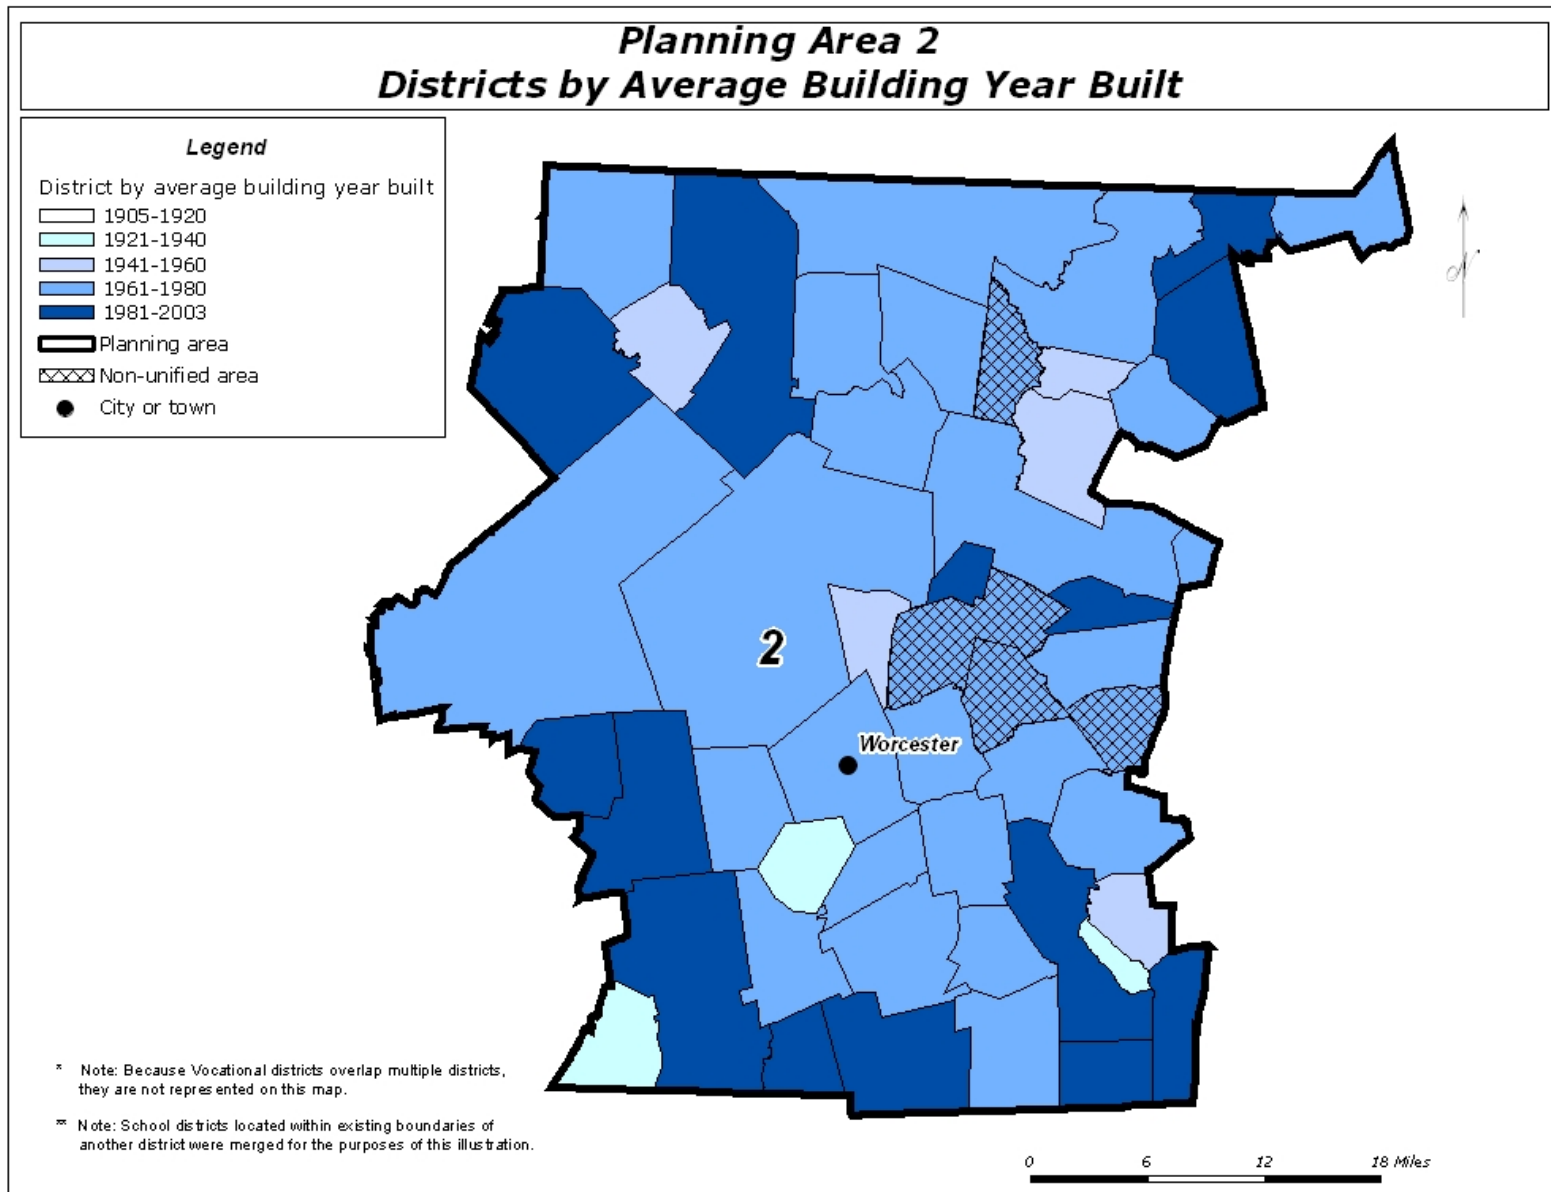 Planning Area 2
Districts by Average Building Year Built
Legend
District by average building year built
1905-1920
1921-1940
1941-1960
1961-1980
1981-2003
Planning area
Non-unified area
City or town
N
2
Worcester
* Note: Because Vocational districts overlap multiple districts,
they are not represented on this map.
** Note: School districts located within existing boundaries of
another district were merged for the purposes of this illustration.
0 6 12 18 Miles